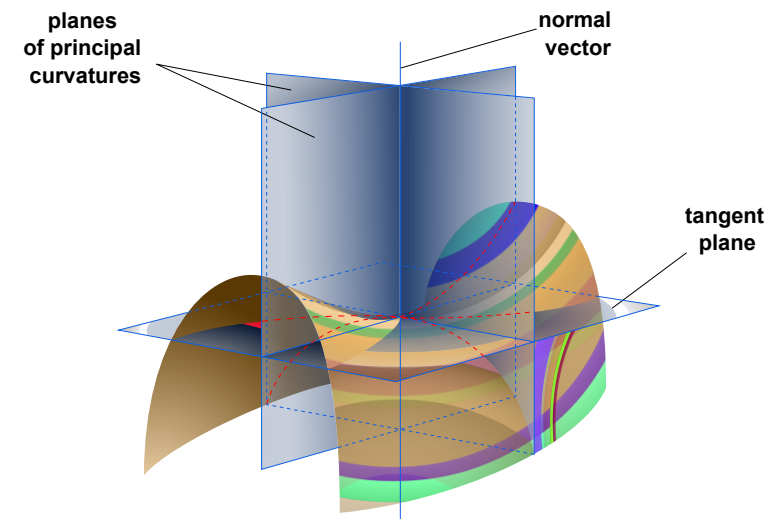 planes
of principal
curvatures
normal
vector
tangent
plane